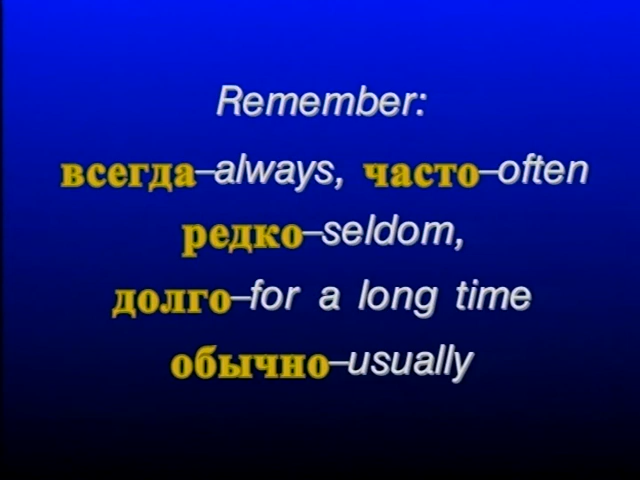 Remember:
всегда–always, часто–often
редко–seldom,
долго–for a long time
обычно–usually